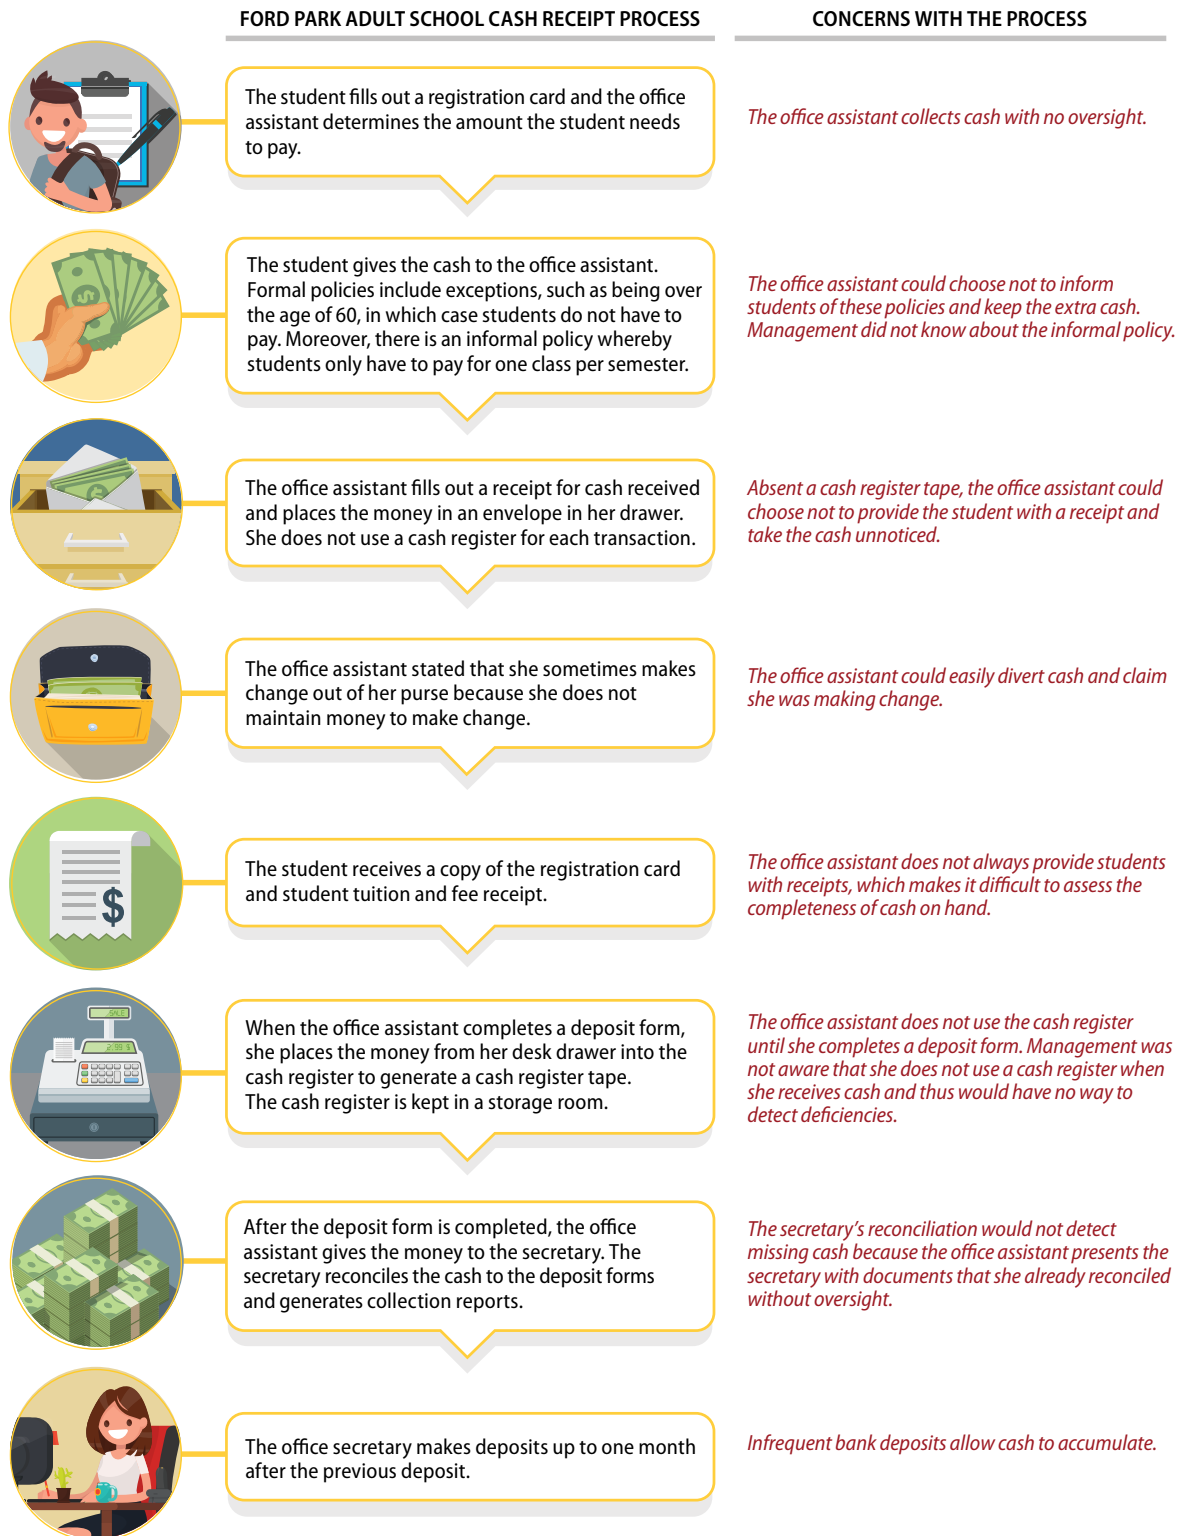 FORD PARK ADULT SCHOOL CASH RECEIPT PROCESS
CONCERNS WITH THE PROCESS
The student fills out a registration card and the office
assistant determines the amount the student needs
to pay.
The office assistant collects cash with no oversight.
The student gives the cash to the office assistant.
Formal policies include exceptions, such as being over
the age of 60, in which case students do not have to
pay. Moreover, there is an informal policy whereby
students only have to pay for one class per semester.
The office assistant could choose not to inform
students of these policies and keep the extra cash.
Management did not know about the informal policy.
The office assistant fills out a receipt for cash received
and places the money in an envelope in her drawer.
She does not use a cash register for each transaction.
Absent a cash register tape, the office assistant could
choose not to provide the student with a receipt and
take the cash unnoticed.
The office assistant stated that she sometimes makes
change out of her purse because she does not
maintain money to make change.
The office assistant could easily divert cash and claim
she was making change.
$
The student receives a copy of the registration card
and student tuition and fee receipt.
The office assistant does not always provide students
with receipts, which makes it difficult to assess the
completeness of cash on hand.
SALE
2.99 $
When the office assistant completes a deposit form,
she places the money from her desk drawer into the
cash register to generate a cash register tape.
The cash register is kept in a storage room.
The office assistant does not use the cash register
until she completes a deposit form. Management was
not aware that she does not use a cash register when
she receives cash and thus would have no way to
detect deficiencies.
After the deposit form is completed, the office
assistant gives the money to the secretary. The
secretary reconciles the cash to the deposit forms
and generates collection reports.
The secretary's reconciliation would not detect
missing cash because the office assistant presents the
secretary with documents that she already reconciled
without oversight.
The office secretary makes deposits up to one month
after the previous deposit.
Infrequent bank deposits allow cash to accumulate.